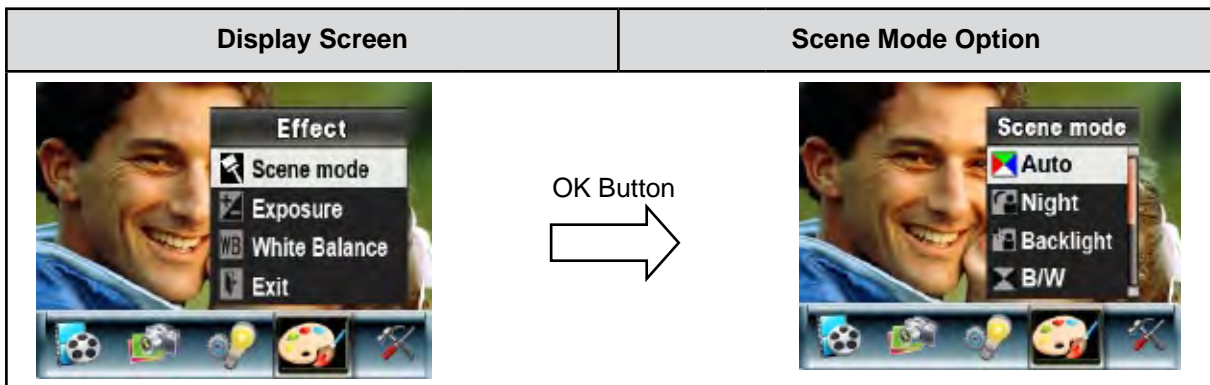 Display Screen
Scene Mode Option
Effect
Scene mode
Exposure
WB White Balance
Exit
OK Button
Scene mode
Auto
Night
Backlight
B/W